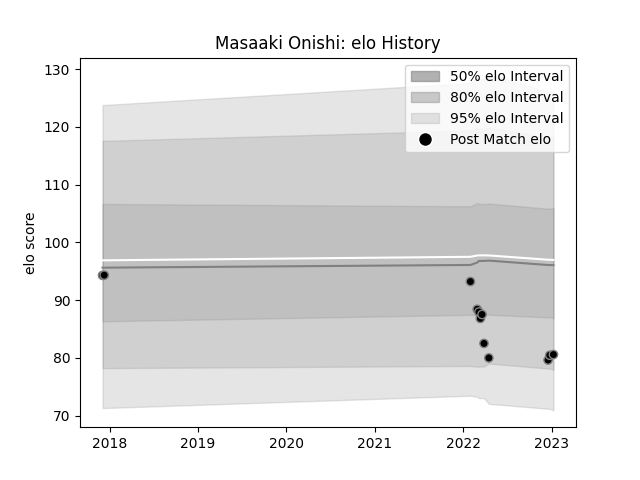 Masaaki Onishi: elo History
130
120
110
100
90
80
70
elo score
50% elo Interval
80% elo Interval
95% elo Interval
Post Match elo
2018
2019
2020
2021
2022
2023